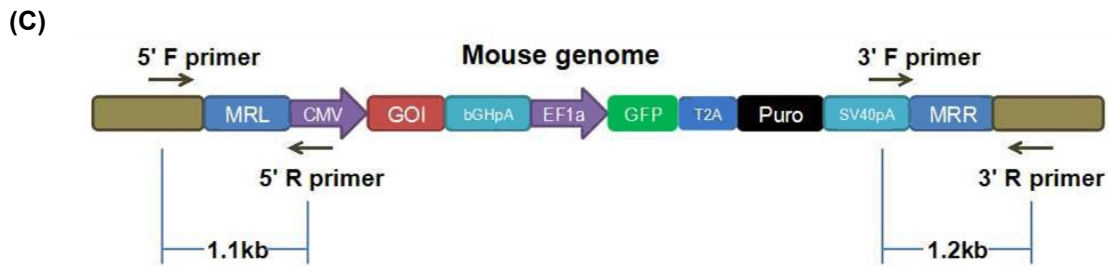 (C)
Mouse genome
5' F primer
3' F primer
MRL CMV GOI bGHpA EF1a GFP T2A Puro SV40pA MRR
5' R primer
3' R primer
1.1kb
1.2kb